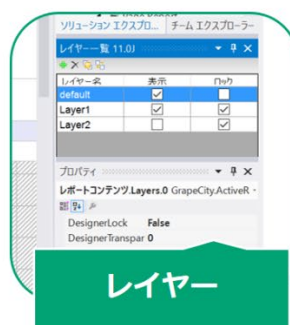 ソリューション エクスプロ... チーム エクスプローラー
レイヤー一覧 11.0J
レイヤー名 表示 ロック
default
Layer1
Layer2
プロパティ
レポートコンテンツ.Layers.0 GrapeCity.ActiveR
DesignerLock False
DesignerTranspar 0
レイヤー